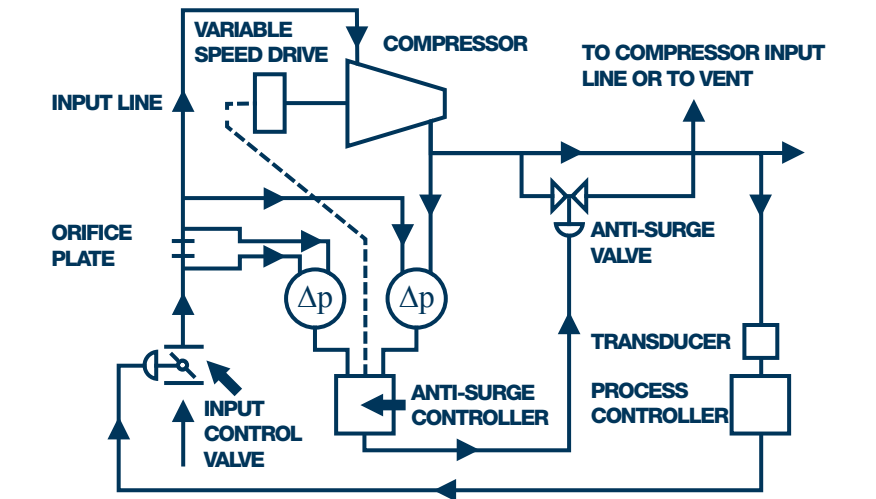 VARIABLE
SPEED DRIVE
COMPRESSOR
TO COMPRESSOR INPUT
LINE OR TO VENT
INPUT LINE
ORIFICE
PLATE
ANTI-SURGE
VALVE
Δp
Δp
TRANSDUCER
PROCESS
CONTROLLER
ANTI-SURGE
CONTROLLER
INPUT
CONTROL
VALVE